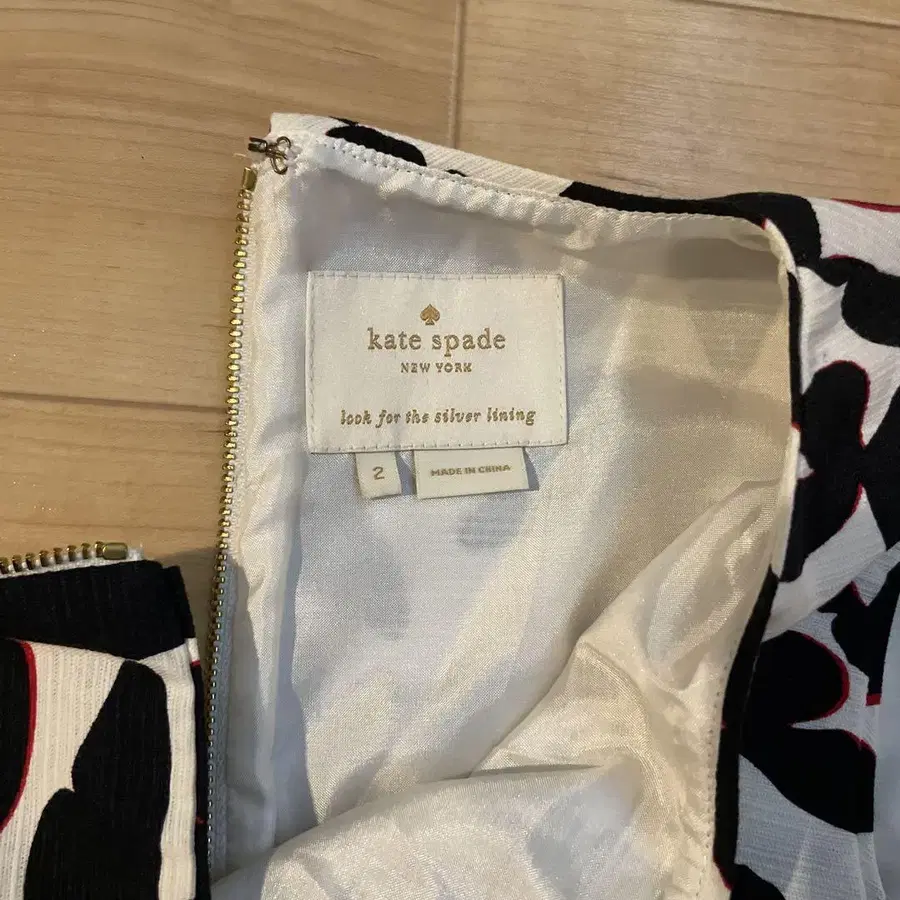 kate spade
NEW YORK
look for the silver lining
2
MADE IN CHINA